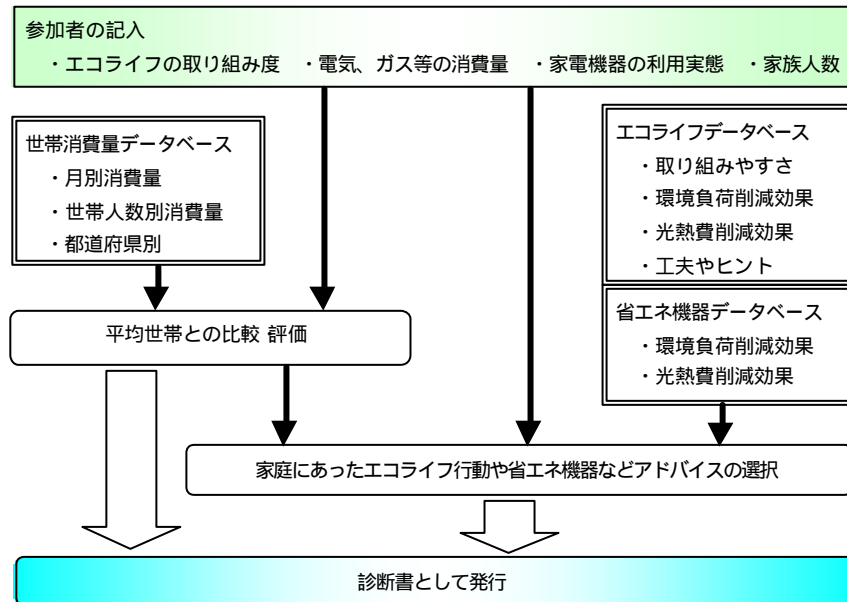 参加者の記入
・エコライフの取り組み度 ・電気、ガス等の消費量 ・家電機器の利用実態 ・家族人数
世帯消費量データベース
・月別消費量
・世帯人数別消費量
・都道府県別
エコライフデータベース
・取り組みやすさ
・環境負荷削減効果
・光熱費削減効果
・工夫やヒント
省エネ機器データベース
・環境負荷削減効果
・光熱費削減効果
平均世帯との比較 評価
家庭にあったエコライフ行動や省エネ機器などアドバイスの選択
診断書として発行